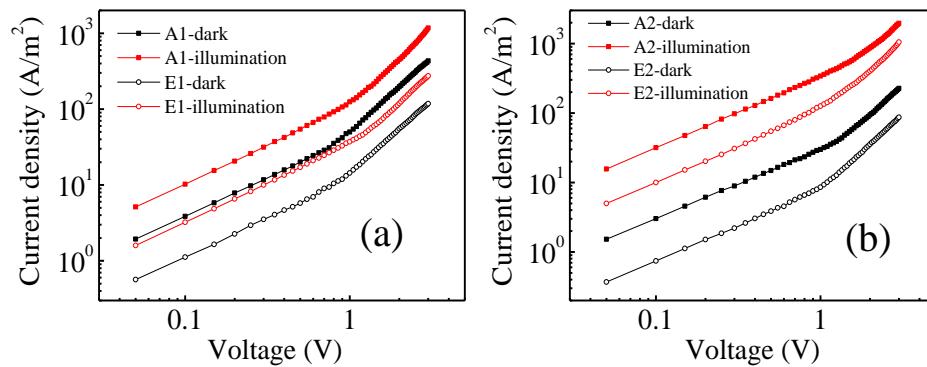 Current density (A/m²)
10³
10²
10¹
10⁰
A1-dark
A1-illumination
E1-dark
E1-illumination
(a)
0.1
1
Voltage (V)
Current density (A/m²)
10³
10²
10¹
10⁰
A2-dark
A2-illumination
E2-dark
E2-illumination
(b)
0.1
1
Voltage (V)